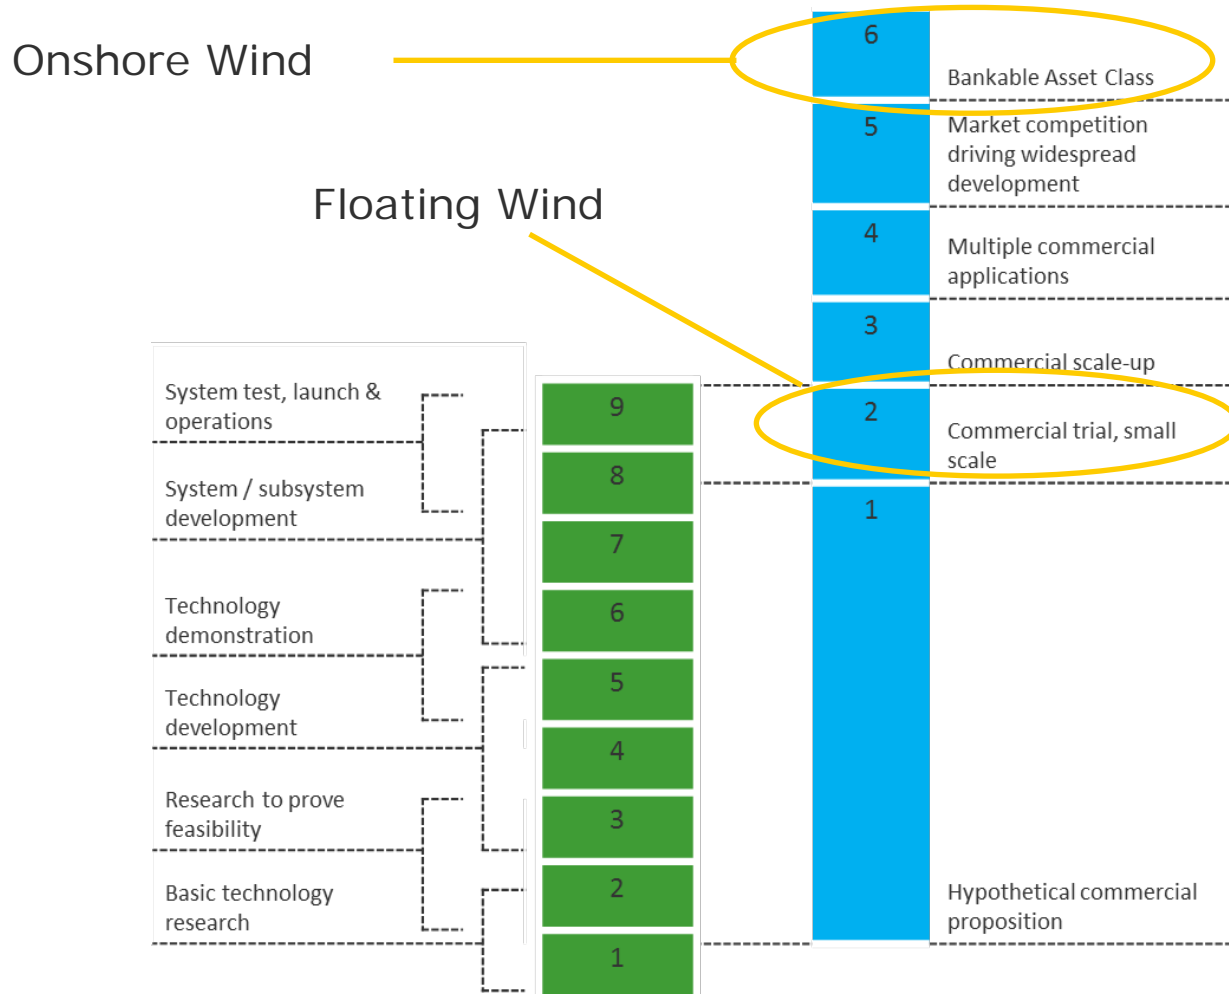 Onshore Wind
Floating Wind
System test, launch &
operations
System / subsystem
development
Technology
demonstration
Technology
development
Research to prove
feasibility
Basic technology
research
9
8
7
6
5
4
3
2
1
6
Bankable Asset Class
5
Market competition
driving widespread
development
4
Multiple commercial
applications
3
Commercial scale-up
2
Commercial trial, small
scale
1
Hypothetical commercial
proposition